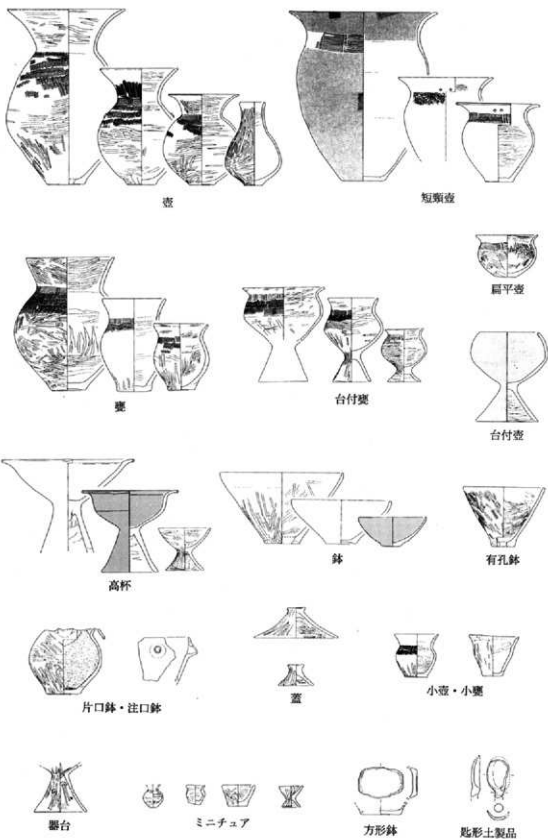 壺
短頸壺
扁平壺
甕
台付甕
台付壺
高杯
鉢
有孔鉢
片口鉢・注口鉢
蓋
小壺・小甕
器台
ミニチュア
方形鉢
匙形土製品